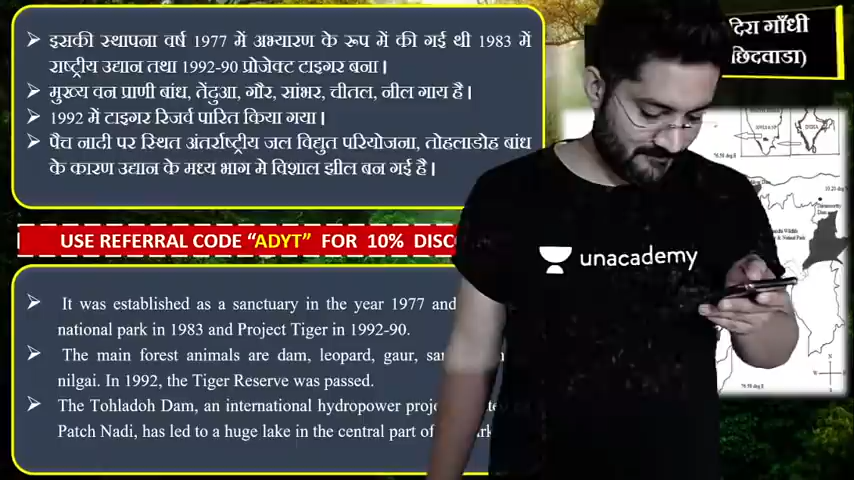 दिरा गाँधी
छिदवाडा)
इसकी स्थापना वर्ष 1977 में अभ्यारण के रूप में की गई थी 1983 में
राष्ट्रीय उद्यान तथा 1992-90 प्रोजेक्ट टाइगर बना।
मुख्य वन प्राणी बांध, तेंदुआ, गौर, सांभर, चीतल, नील गाय है।
1992 में टाइगर रिजर्व पारित किया गया।
पैच नादी पर स्थित अंतर्राष्ट्रीय जल विद्युत परियोजना, तोहलाडोह बांध
के कारण उद्यान के मध्य भाग मे विशाल झील बन गई है।
USE REFERRAL CODE "ADYT" FOR 10% DISC
It was established as a sanctuary in the year 1977 and
national park in 1983 and Project Tiger in 1992-90.
The main forest animals are dam, leopard, gaur,
nilgai. In 1992, the Tiger Reserve was passed.
The Tohladoh Dam, an international hydropower
Patch Nadi, has led to a huge lake in the central part of
unacademy
INDIA